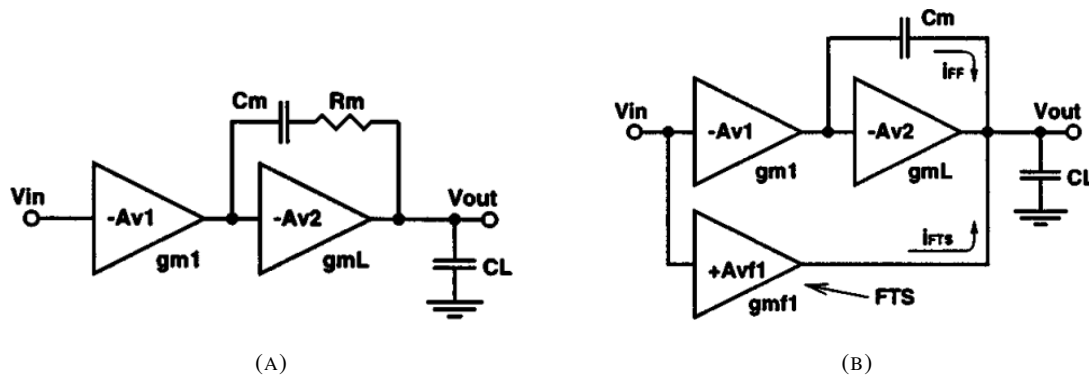 Cm
Rm
Vin
-Av1
gm1
-Av2
gmL
Vout
CL
(A)
Cm
iFF
Vin
-Av1
gm1
-Av2
gmL
Vout
CL
iFTS
+Avf1
gmf1
FTS
(B)